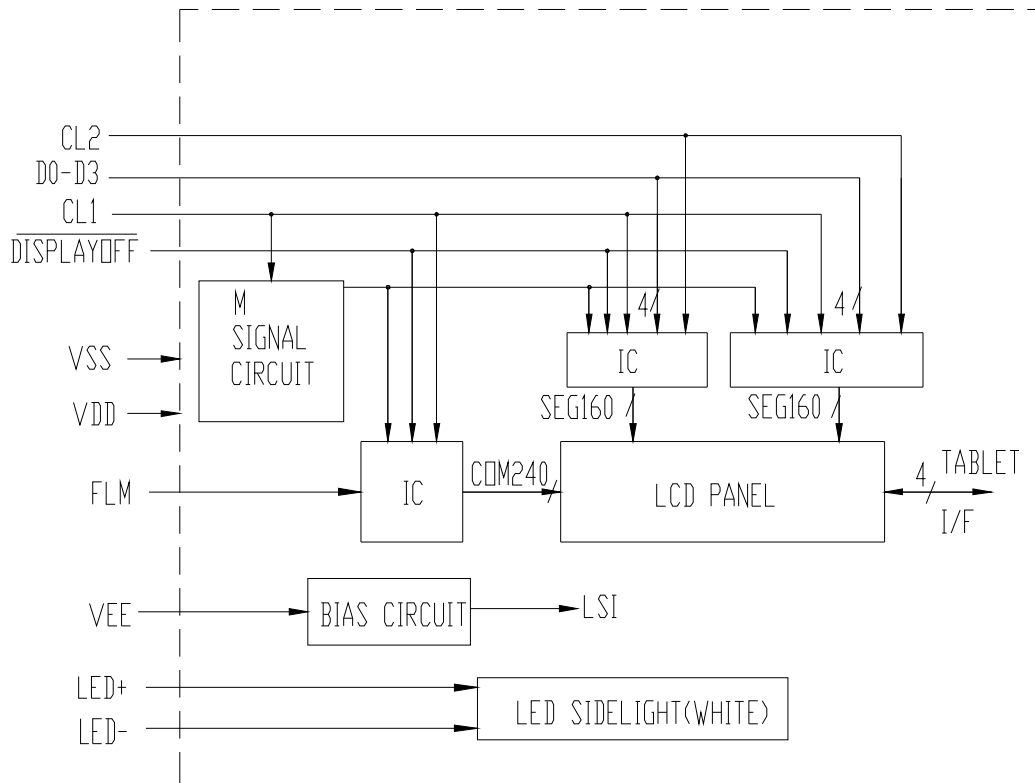 CL2
D0-D3
CL1
DISPLAYOFF
M
SIGNAL
CIRCUIT
4
4
VSS
IC
IC
VDD
SEG160
SEG160
FLM
IC
COM240
LCD PANEL
4
TABLET
I/F
VEE
BIAS CIRCUIT
LSI
LED+
LED-
LED SIDELIGHT(WHITE)